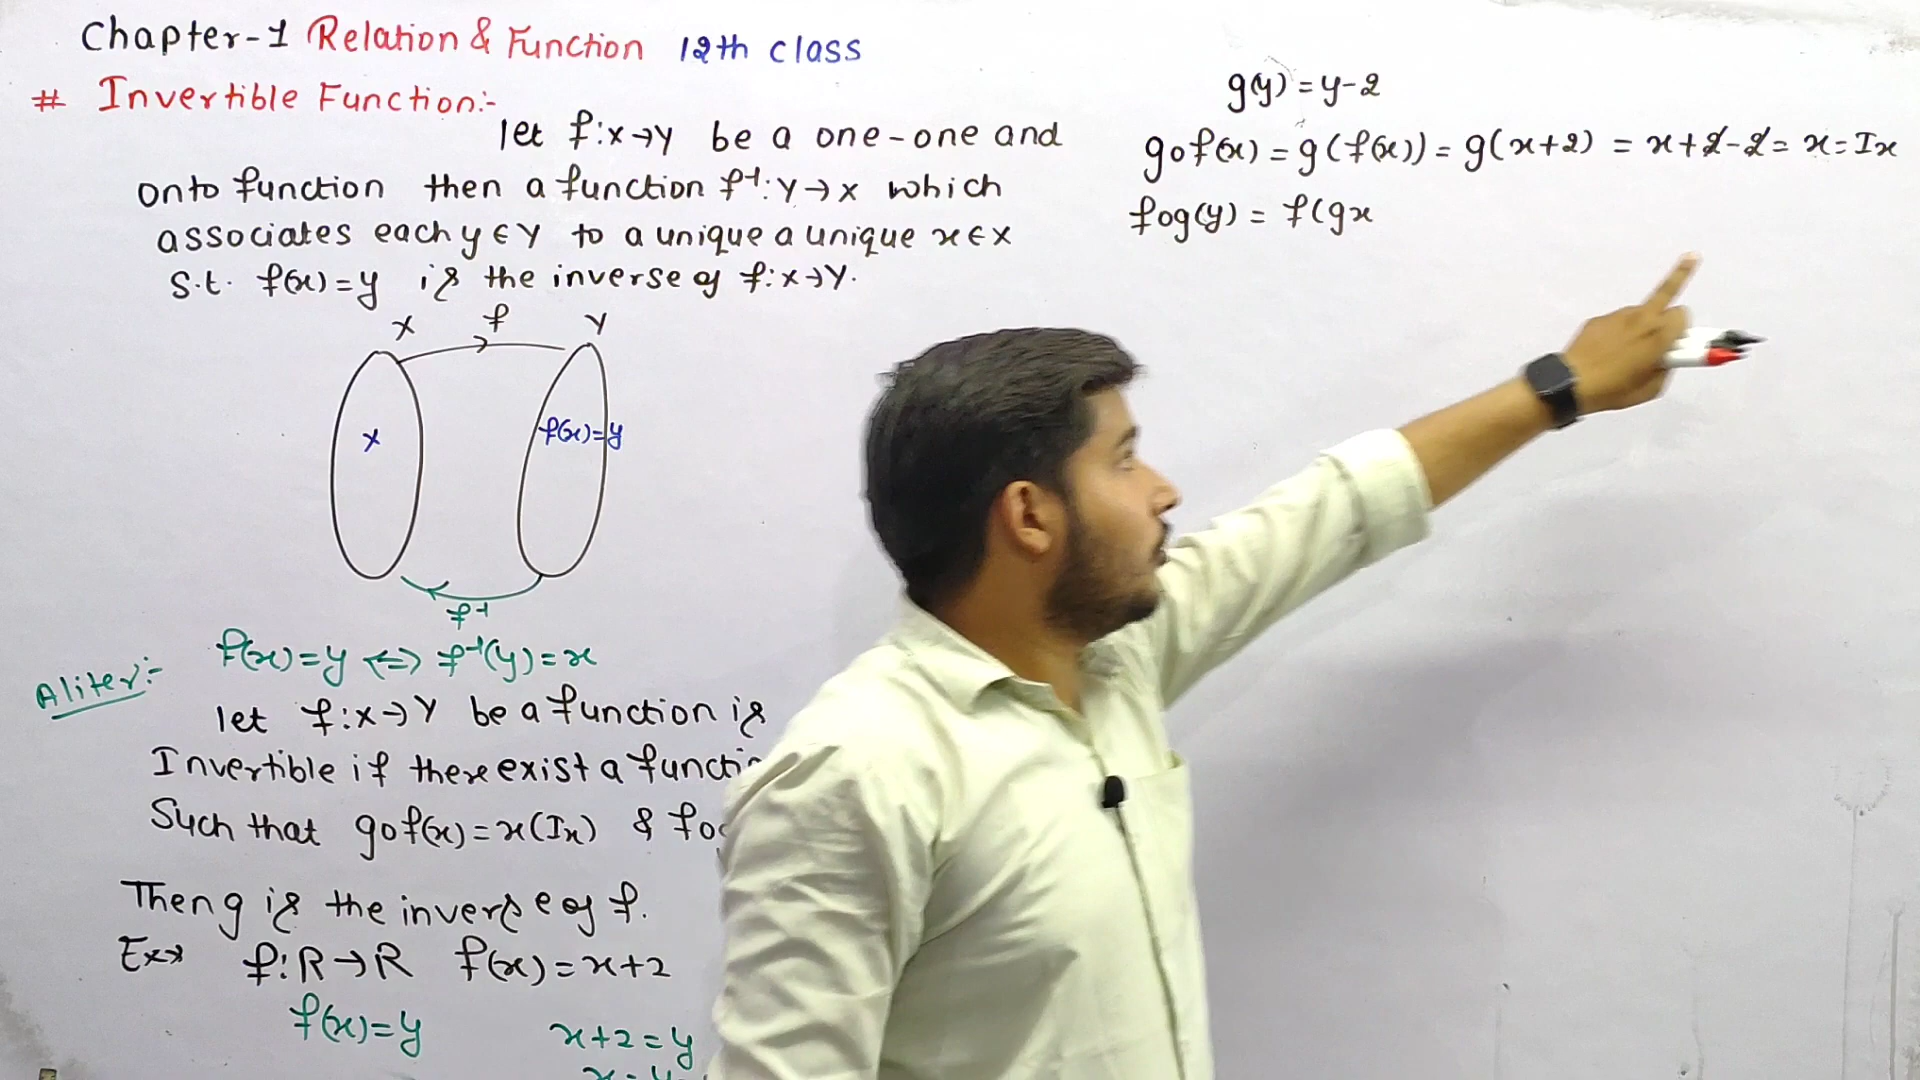 Chapter-1 Relation & Function 12th class
# Invertible Function:-
let f:x→y be a one-one and
onto function then a function f⁻¹:y→x which
associates each y∈Y to a unique a unique x∈X
s.t. f(x)=y is the inverse of f:x→y.
X f Y
x f(x)=y
f⁻¹
f(x)=y ⇔ f⁻¹(y)=x
Aliter:-
let f:x→Y be a function is
Invertible if there exist a
Such that gof(x)=x(Ix) &
Then g is the inverse of f.
Ex» f:R→R f(x)=x+2
f(x)=y x+2=y
g(y)=y-2
gof(x)=g(f(x))=g(x+2)=x+2-2=x=Ix
fog(y)=f(gx